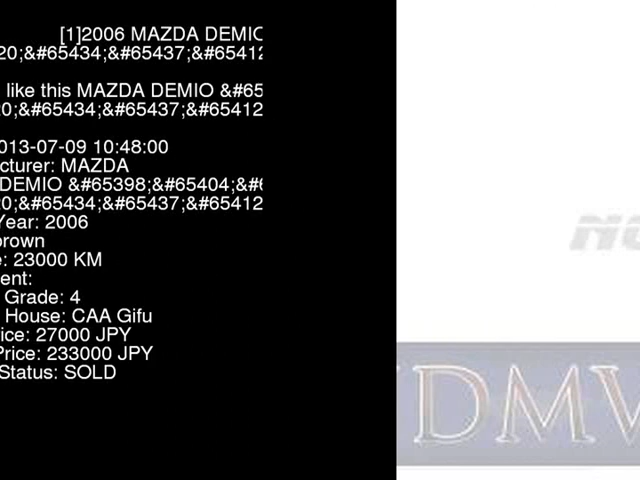 [1]2006 MAZDA DEMIO
20;&#65434;&#65437;&#65412
like this MAZDA DEMIO &#65
0;&#65434;&#65437;&#65412
013-07-09 10:48:00
cturer: MAZDA
DEMIO &#65398;&#65404;&#6
20;&#65434;&#65437;&#65412
Year: 2006
brown
e: 23000 KM
ent:
Grade: 4
House: CAA Gifu
ice: 27000 JPY
Price: 233000 JPY
Status: SOLD
NO
DMV